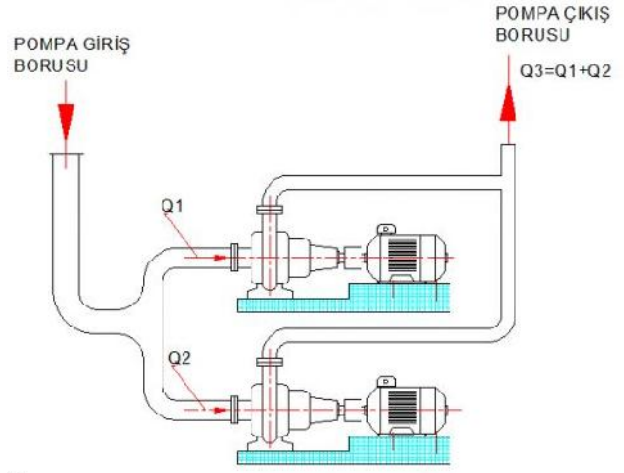 POMPA GİRİŞ
BORUSU
POMPA ÇIKIŞ
BORUSU
Q3=Q1+Q2
Q1
Q2